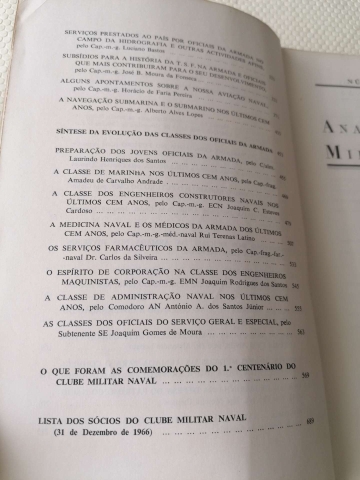 SERVIÇOS PRESTADOS AO PAÍS POR OFICIAIS DA ARMADA NO
CAMPO DA HIDROGRAFIA E OUTRAS ACTIVIDADES AFINS,
pelo Cap.-m.-g. Luciano Bastos
SUBSÍDIOS PARA A HISTÓRIA DA T. S. F. NA ARMADA E OFICIAIS
QUE MAIS CONTRIBUÍRAM PARA O SEU DESENVOLVIMENTO,
pelo Cap.-m.-g. José B. Moura da Fonseca
ALGUNS APONTAMENTOS SOBRE A NOSSA AVIAÇÃO NAVAL,
pelo Cap.-m.-g. Horácio de Faria Pereira
A NAVEGAÇÃO SUBMARINA E O SUBMARINO NOS ÚLTIMOS CEM
ANOS, pelo Cap.-m.-g. Alberto Alves Lopes
SÍNTESE DA EVOLUÇÃO DAS CLASSES DOS OFICIAIS DA ARMADA,
PREPARAÇÃO DOS JOVENS OFICIAIS DA ARMADA, pelo
Laurindo Henriques dos Santos
A CLASSE DE MARINHA NOS ÚLTIMOS CEM ANOS, pelo Cap.-frag.
Amadeu de Carvalho Andrade
A CLASSE DOS ENGENHEIROS CONSTRUTORES NAVAIS NOS
ÚLTIMOS CEM ANOS, pelo Cap.-m.-g. ECN Joaquim C. Esteves
Cardoso
A MEDICINA NAVAL E OS MÉDICOS DA ARMADA DOS ÚLTIMOS
CEM ANOS, pelo Cap.-m.-g.-méd.-naval Rui Terenas Latino
OS SERVIÇOS FARMACÊUTICOS DA ARMADA, pelo Cap.-frag.-far.-
-naval Dr. Carlos da Silveira
O ESPÍRITO DE CORPORAÇÃO NA CLASSE DOS ENGENHEIROS
MAQUINISTAS, pelo Cap.-m.-g. EMN Joaquim Rodrigues dos Santos
A CLASSE DE ADMINISTRAÇÃO NAVAL NOS ÚLTIMOS CEM
ANOS, pelo Comodoro AN António A. dos Santos Júnior ... 553
AS CLASSES DOS OFICIAIS DO SERVIÇO GERAL E ESPECIAL, pelo
Subtenente SE Joaquim Gomes de Moura ... 563
O QUE FORAM AS COMEMORAÇÕES DO 1.º CENTENÁRIO DO
CLUBE MILITAR NAVAL ... 569
LISTA DOS SÓCIOS DO CLUBE MILITAR NAVAL
(31 de Dezembro de 1966) ... 609